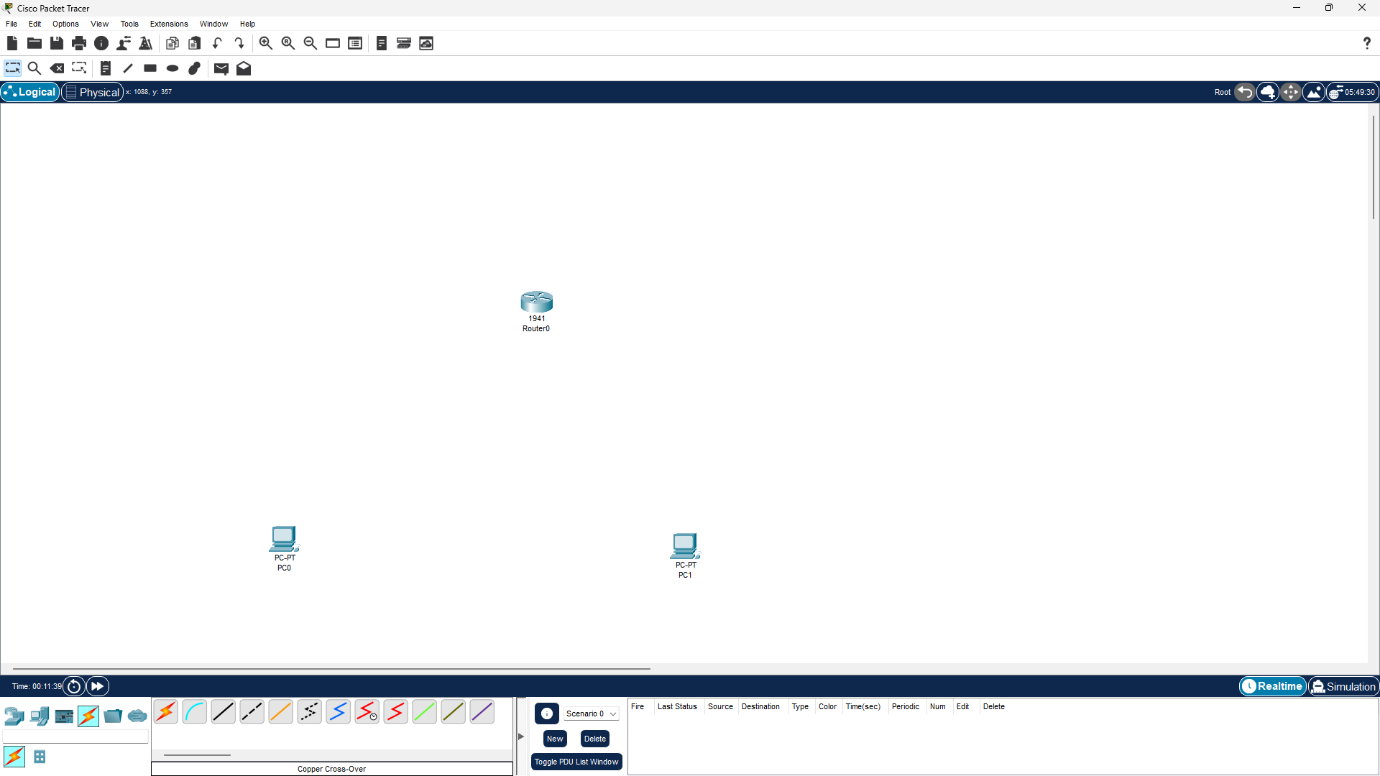 Cisco Packet Tracer
File Edit Options View Tools Extensions Window Help
Logical Physical x: 1088, y: 357 Root 05:49:30
1941
Router0
PC-PT
PC0
PC-PT
PC1
Time: 00:11:39 Realtime Simulation
Scenario 0
New Delete
Toggle PDU List Window
Fire Last Status Source Destination Type Color Time(sec) Periodic Num Edit Delete
Copper Cross-Over